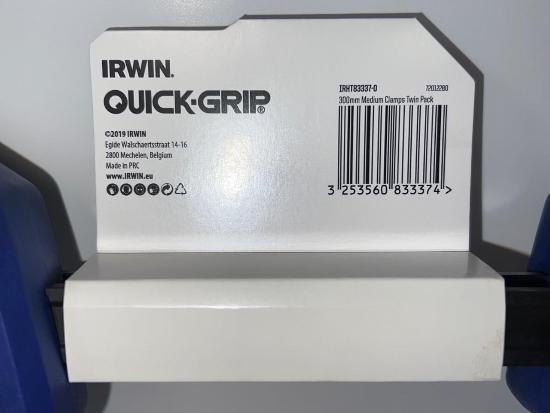 IRWIN.
QUICK-GRIP®
©2019 IRWIN
Egide Walschaertsstraat 14-16
2800 Mechelen, Belgium
Made in PRC
www.IRWIN.eu
IRHT83337-0 72012280
300mm Medium Clamps Twin Pack
3 253560 833374 >